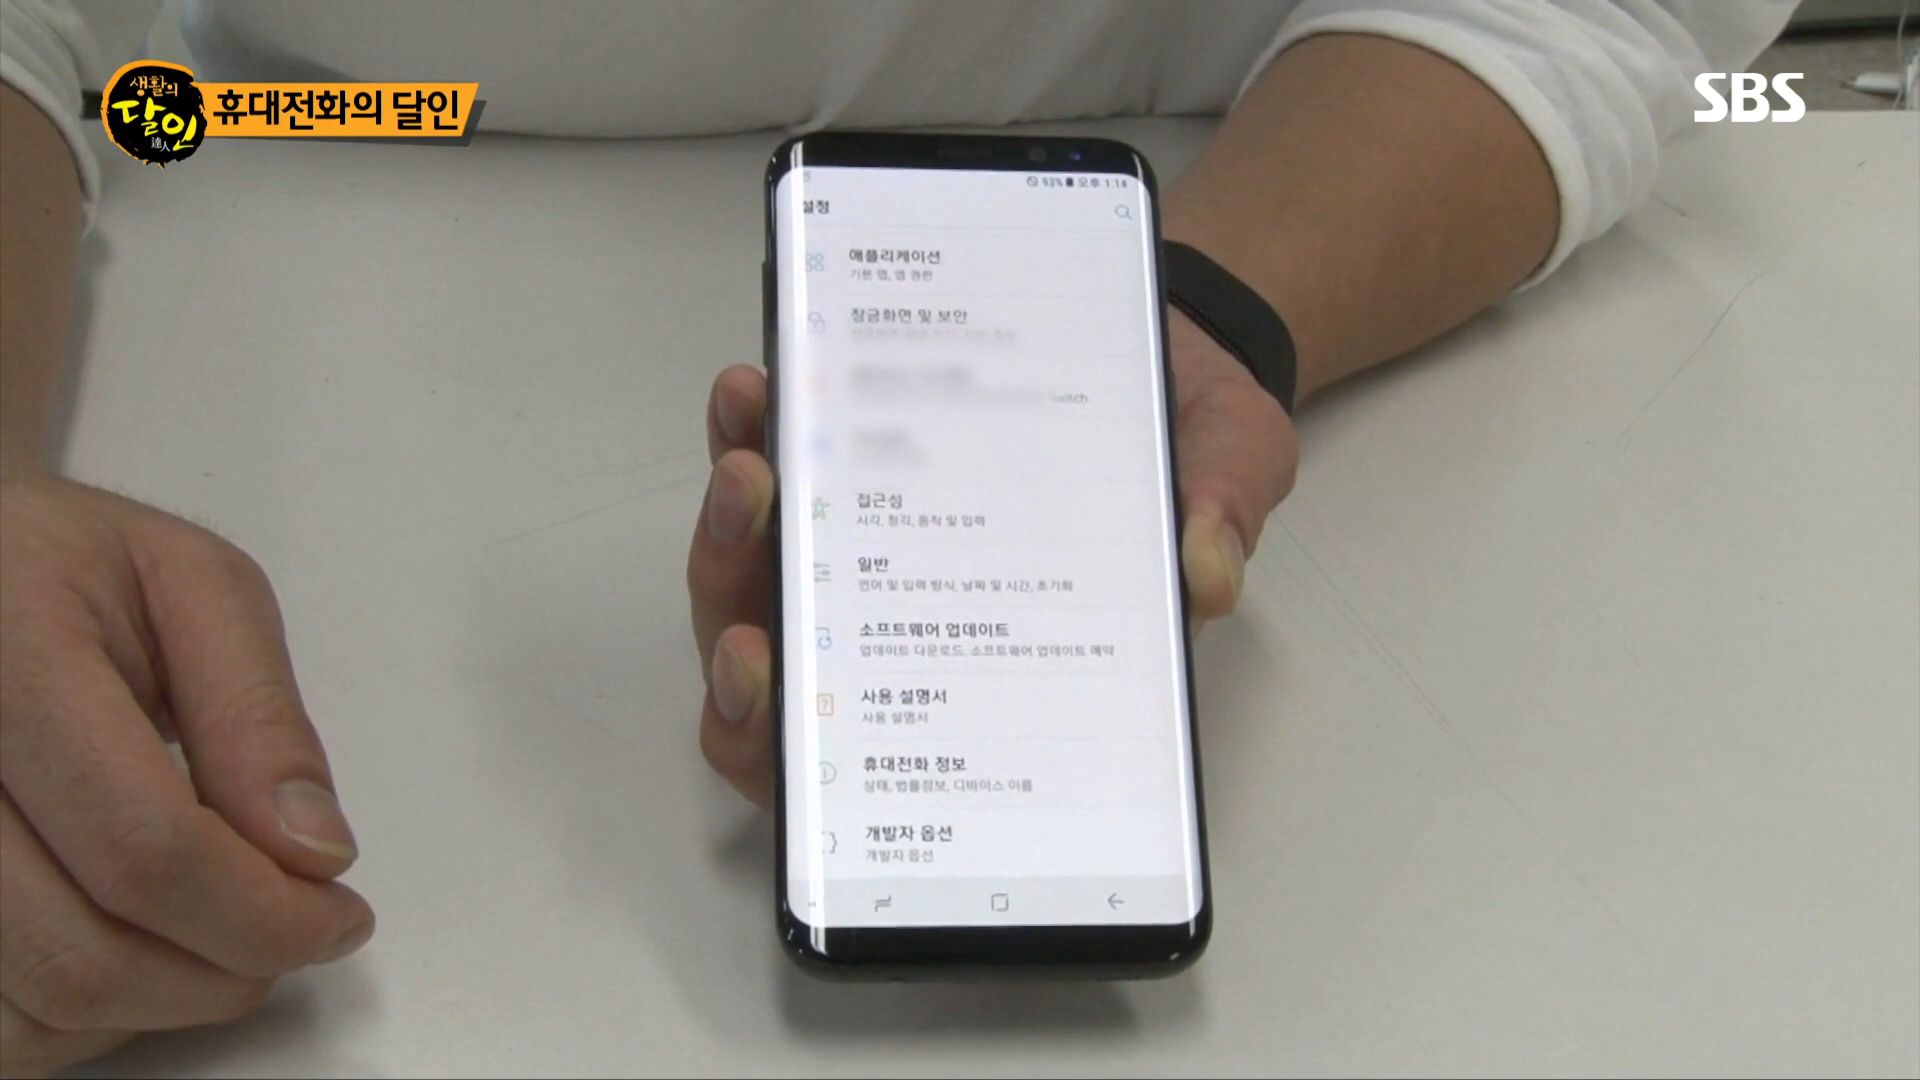 생활의
달인
達人
휴대전화의 달인
SBS
93% 오후 1:14
설정
애플리케이션
기본 앱, 앱 권한
잠금화면 및 보안
접근성
시각, 청각, 동작 및 입력
일반
언어 및 입력 방식, 날짜 및 시간, 초기화
소프트웨어 업데이트
업데이트 다운로드, 소프트웨어 업데이트 예약
사용 설명서
사용 설명서
휴대전화 정보
상태, 법률정보, 디바이스 이름
개발자 옵션
개발자 옵션